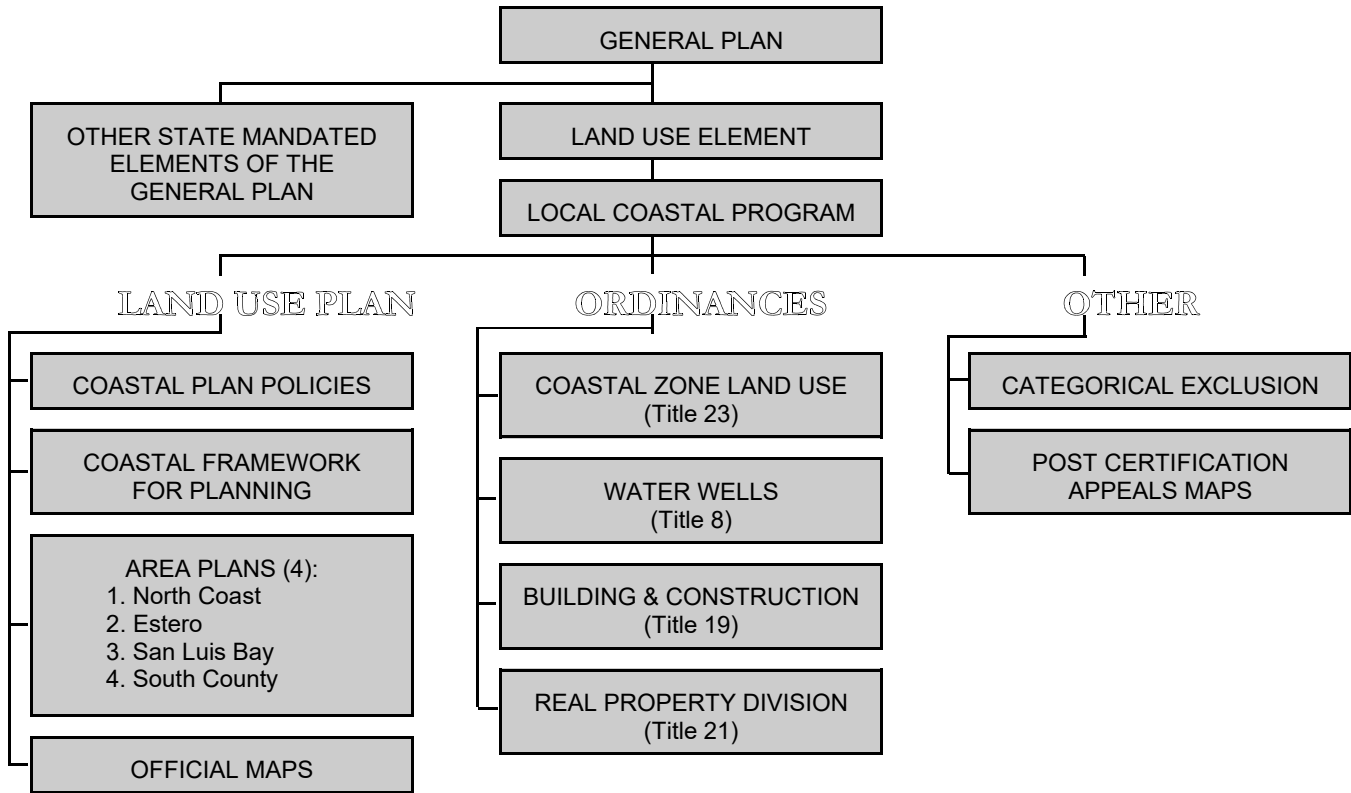 GENERAL PLAN
OTHER STATE MANDATED
ELEMENTS OF THE
GENERAL PLAN
LAND USE ELEMENT
LOCAL COASTAL PROGRAM
LAND USE PLAN
COASTAL PLAN POLICIES
COASTAL FRAMEWORK
FOR PLANNING
AREA PLANS (4):
1. North Coast
2. Estero
3. San Luis Bay
4. South County
OFFICIAL MAPS
ORDINANCES
COASTAL ZONE LAND USE
(Title 23)
WATER WELLS
(Title 8)
BUILDING & CONSTRUCTION
(Title 19)
REAL PROPERTY DIVISION
(Title 21)
OTHER
CATEGORICAL EXCLUSION
POST CERTIFICATION
APPEALS MAPS